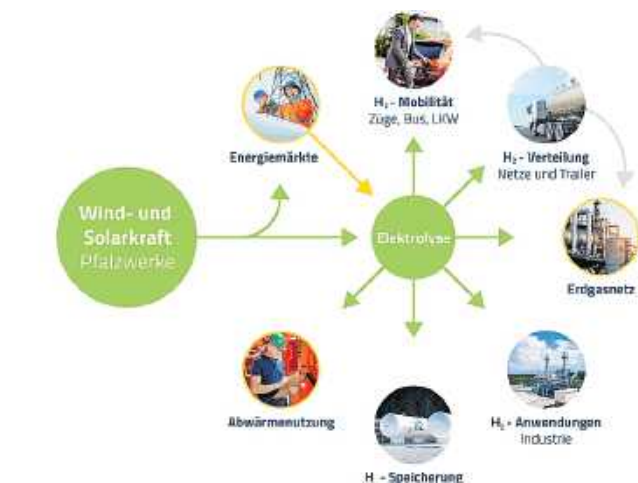 H₂ - Mobilität
Züge, Bus, LKW
Energiemärkte
H₂ - Verteilung
Netze und Trailer
Wind- und
Solarkraft
Pfalzwerke
Elektrolyse
Erdgasnetz
Abwärmenutzung
H₂ - Anwendungen
Industrie
H - Speicherung